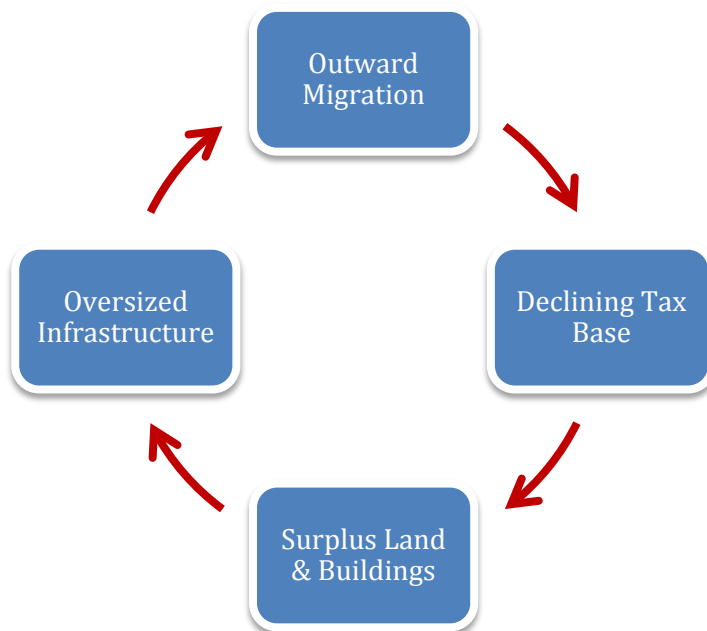 Outward
Migration
Oversized
Infrastructure
Declining Tax
Base
Surplus Land
& Buildings